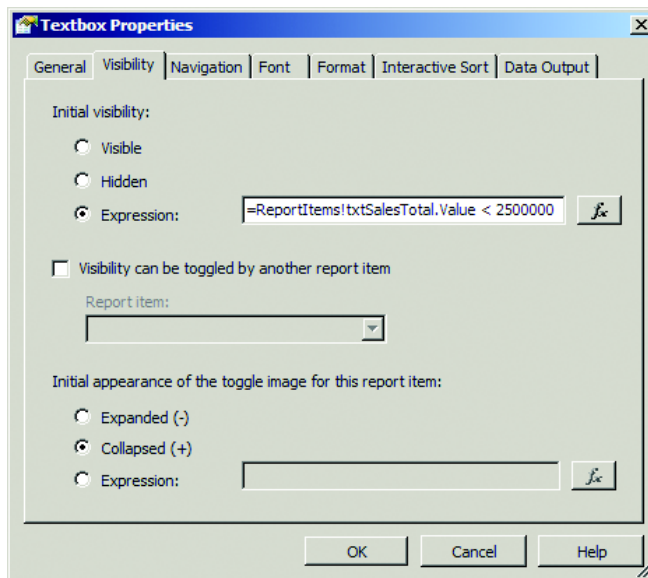 Textbox Properties
General Visibility Navigation Font Format Interactive Sort Data Output
Initial visibility:
Visible
Hidden
Expression: =ReportItems!txtSalesTotal.Value < 2500000 fx
Visibility can be toggled by another report item
Report item:
Initial appearance of the toggle image for this report item:
Expanded (-)
Collapsed (+)
Expression: fx
OK Cancel Help